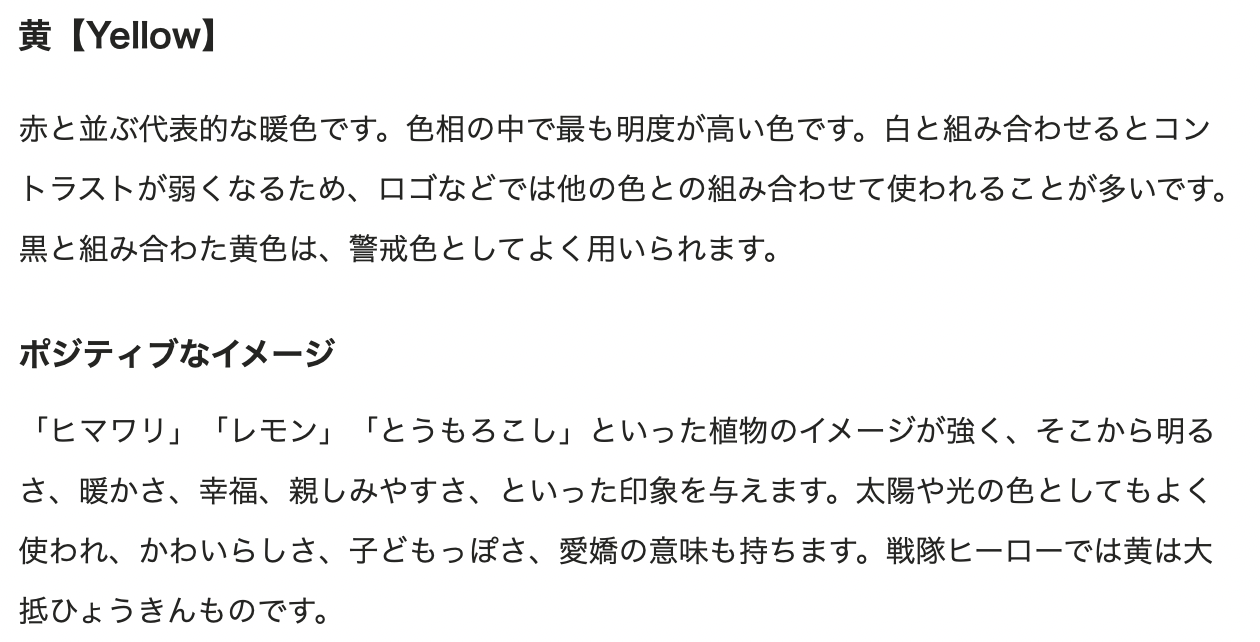 黄【Yellow】
赤と並ぶ代表的な暖色です。色相の中で最も明度が高い色です。白と組み合わせるとコン
トラストが弱くなるため、ロゴなどでは他の色との組み合わせて使われることが多いです。
黒と組み合わた黄色は、警戒色としてよく用いられます。
ポジティブなイメージ
「ヒマワリ」「レモン」「とうもろこし」といった植物のイメージが強く、そこから明る
さ、暖かさ、幸福、親しみやすさ、といった印象を与えます。太陽や光の色としてもよく
使われ、かわいらしさ、子どもっぽさ、愛嬌の意味も持ちます。戦隊ヒーローでは黄は大
抵ひょうきんものです。